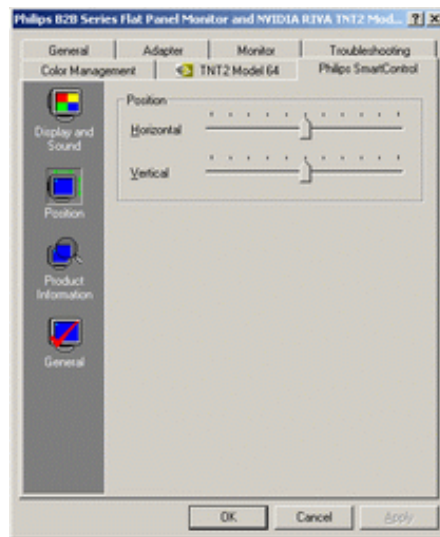 Philips B2B Series Flat Panel Monitor and NVIDIA RIVA TNT2 Mod...
General Adapter Monitor Troubleshooting
Color Management TNT2 Model 64 Philips SmartControl
Position
Horizontal
Vertical
Display and
Sound
Position
Product
Information
General
OK Cancel Apply